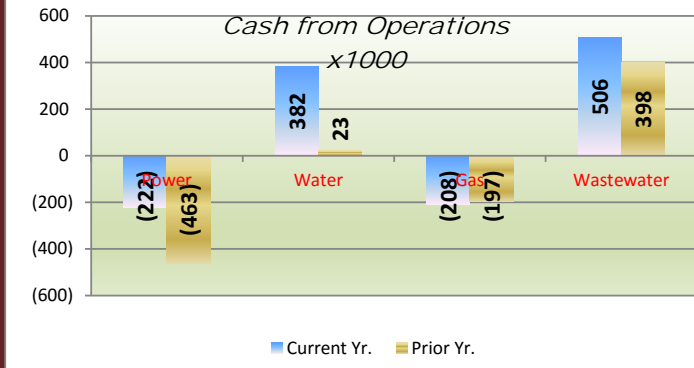 Cash from Operations
x1000
600
400
200
0
(200)
(400)
(600)
382
23
506
398
Power
Water
Gas
Wastewater
(222)
(463)
(208)
(197)
Current Yr.
Prior Yr.